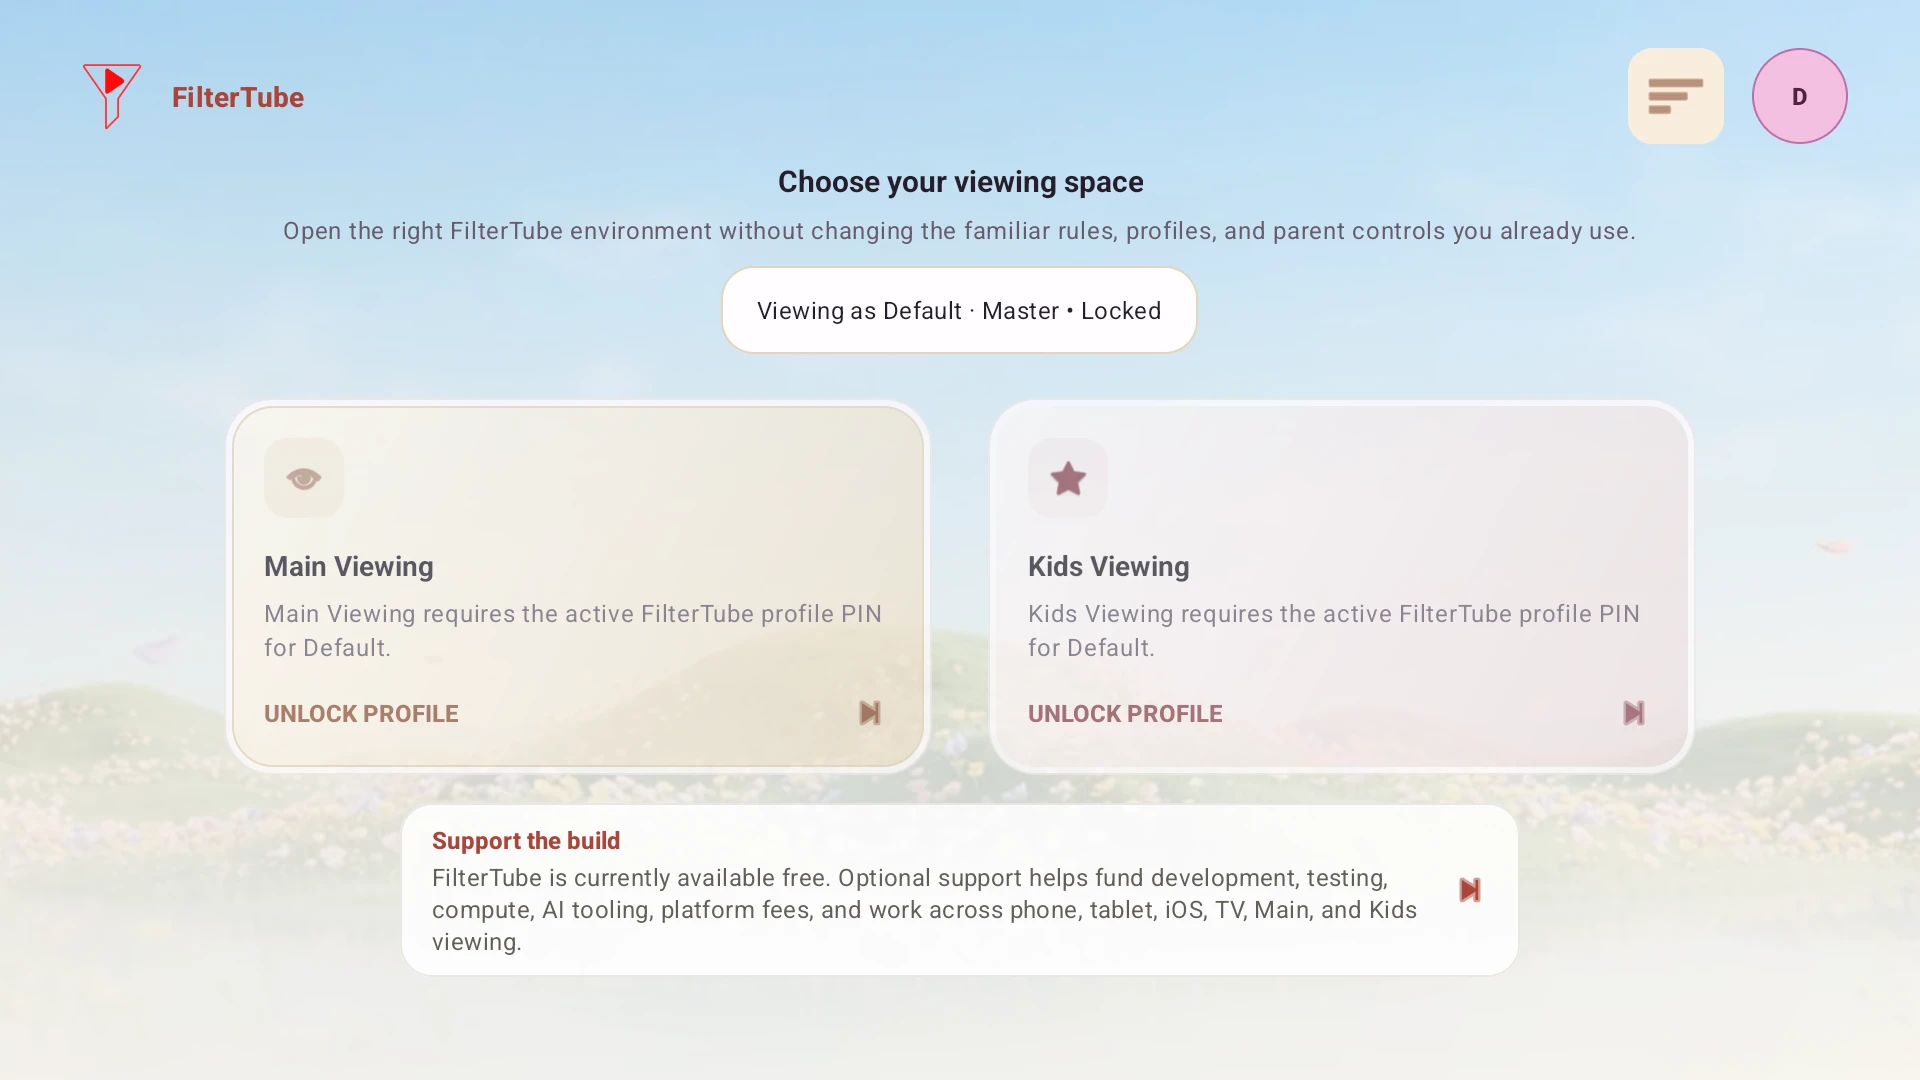 FilterTube
D
Choose your viewing space
Open the right FilterTube environment without changing the familiar rules, profiles, and parent controls you already use.
Viewing as Default · Master • Locked
Main Viewing
Main Viewing requires the active FilterTube profile PIN
for Default.
UNLOCK PROFILE
Kids Viewing
Kids Viewing requires the active FilterTube profile PIN
for Default.
UNLOCK PROFILE
Support the build
FilterTube is currently available free. Optional support helps fund development, testing,
compute, AI tooling, platform fees, and work across phone, tablet, iOS, TV, Main, and Kids
viewing.